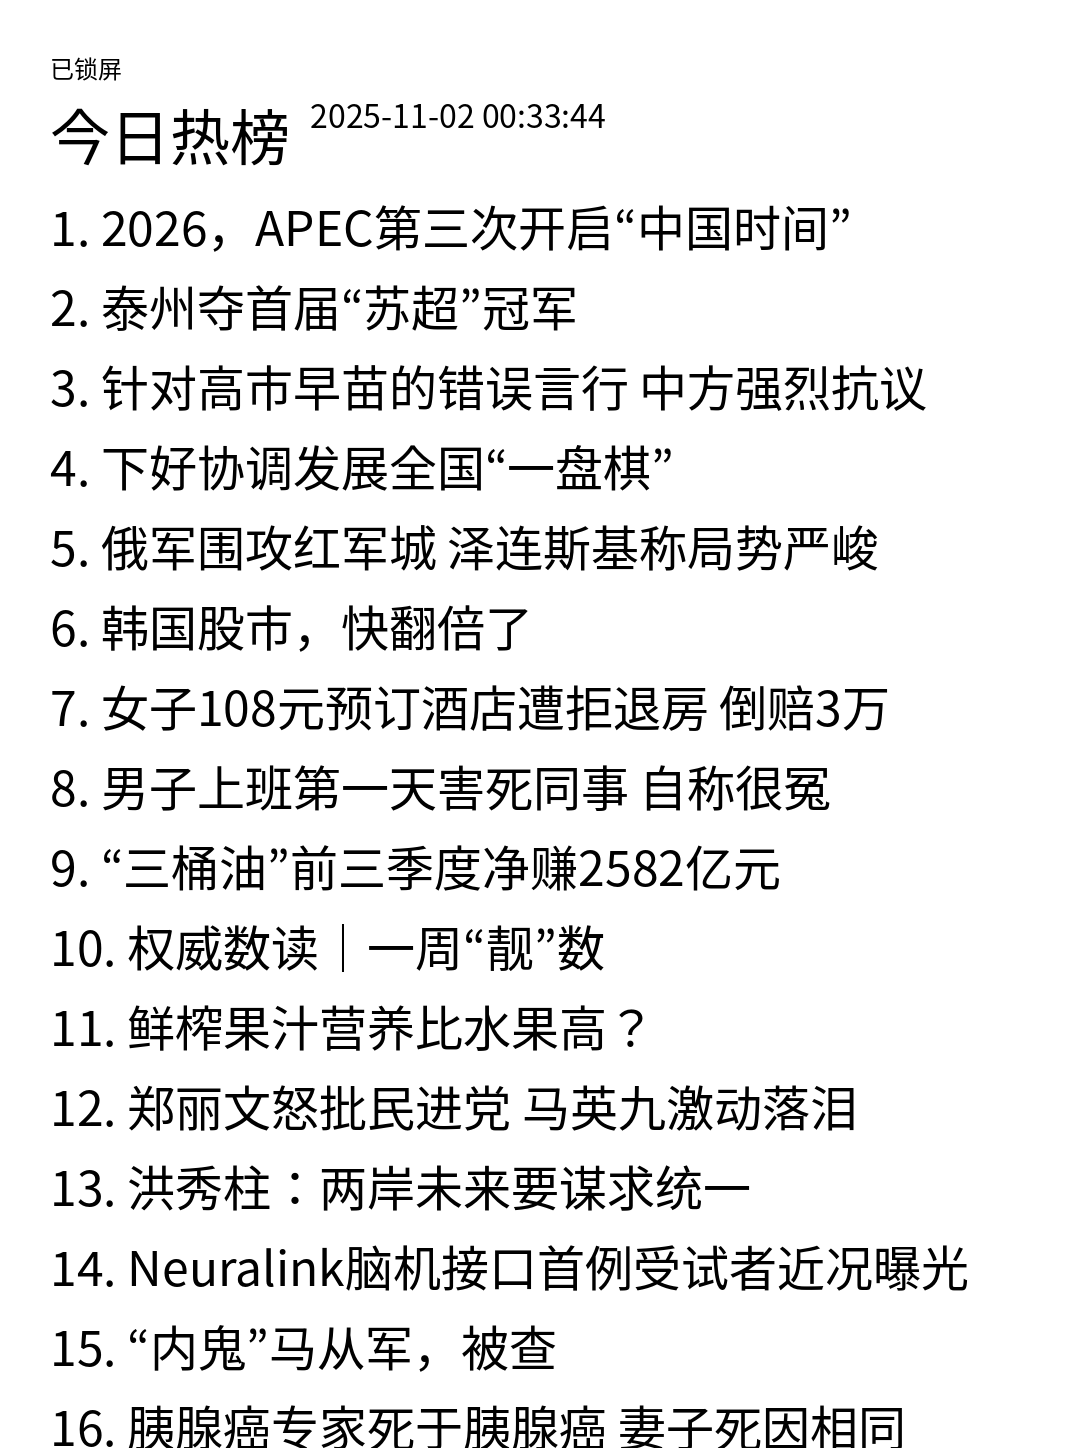 已锁屏
今日热榜 2025-11-02 00:33:44
1. 2026，APEC第三次开启“中国时间”
2. 泰州夺首届“苏超”冠军
3. 针对高市早苗的错误言行 中方强烈抗议
4. 下好协调发展全国“一盘棋”
5. 俄军围攻红军城 泽连斯基称局势严峻
6. 韩国股市，快翻倍了
7. 女子108元预订酒店遭拒退房 倒赔3万
8. 男子上班第一天害死同事 自称很冤
9. “三桶油”前三季度净赚2582亿元
10. 权威数读｜一周“靓”数
11. 鲜榨果汁营养比水果高？
12. 郑丽文怒批民进党 马英九激动落泪
13. 洪秀柱：两岸未来要谋求统一
14. Neuralink脑机接口首例受试者近况曝光
15. “内鬼”马从军，被查
16. 胰腺癌专家死于胰腺癌 妻子死因相同